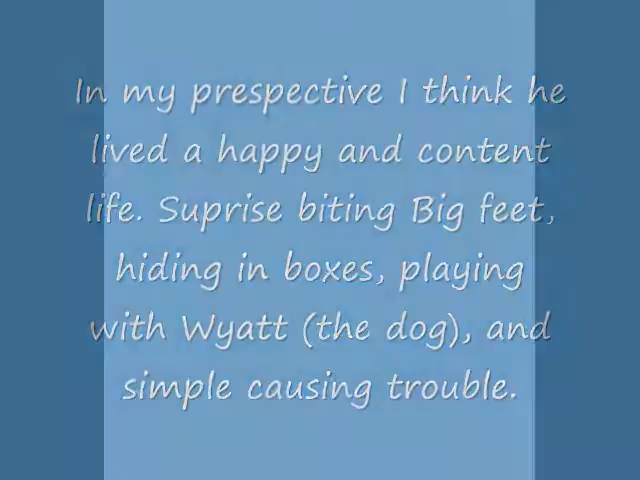 In my prespective I think he
lived a happy and content
life. Suprise biting Big feet,
hiding in boxes, playing
with Wyatt (the dog), and
simple causing trouble.